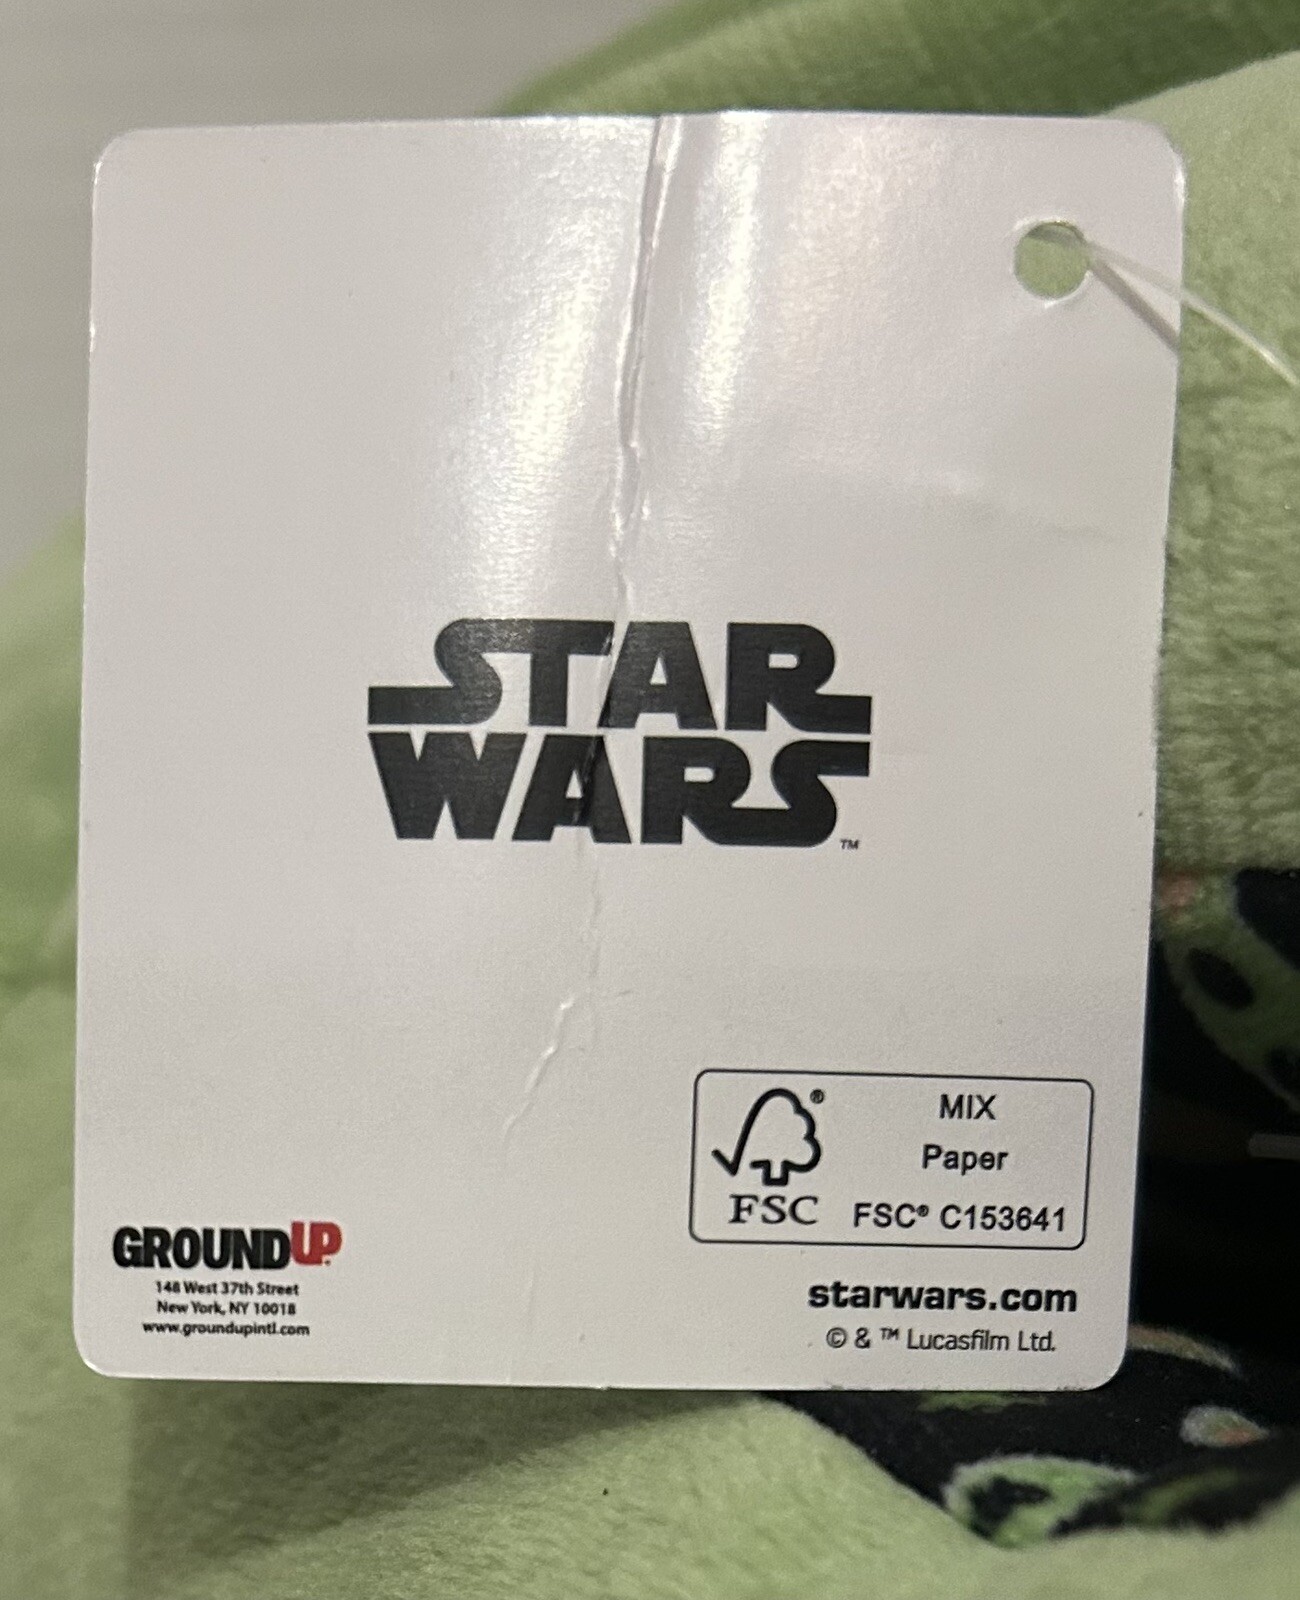 STAR
WARS
TM
MIX
Paper
FSC FSC® C153641
GROUNDUP
148 West 37th Street
New York, NY 10018
www.groundupintl.com
starwars.com
© & ™ Lucasfilm Ltd.